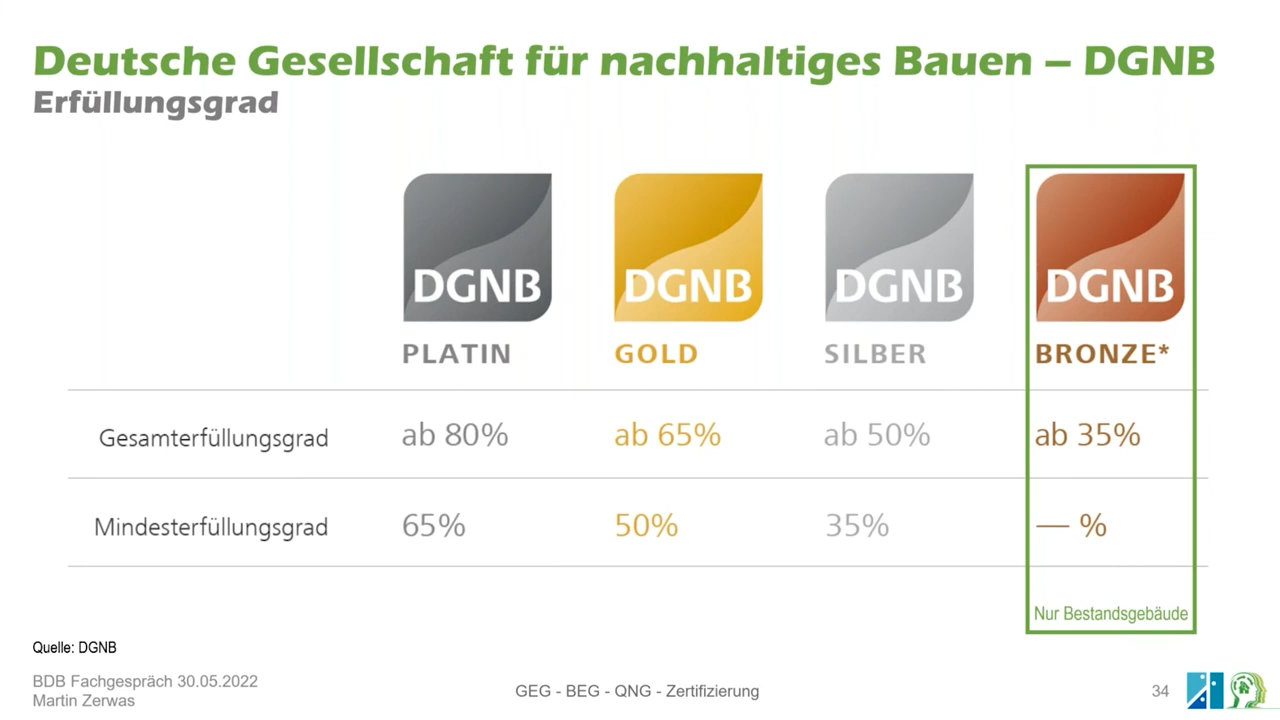 Deutsche Gesellschaft für nachhaltiges Bauen – DGNB
Erfüllungsgrad
DGNB DGNB DGNB DGNB
PLATIN GOLD SILBER BRONZE*
Gesamterfüllungsgrad ab 80% ab 65% ab 50% ab 35%
Mindesterfüllungsgrad 65% 50% 35% — %
Nur Bestandsgebäude
Quelle: DGNB
BDB Fachgespräch 30.05.2022
Martin Zerwas
GEG - BEG - QNG - Zertifizierung
34